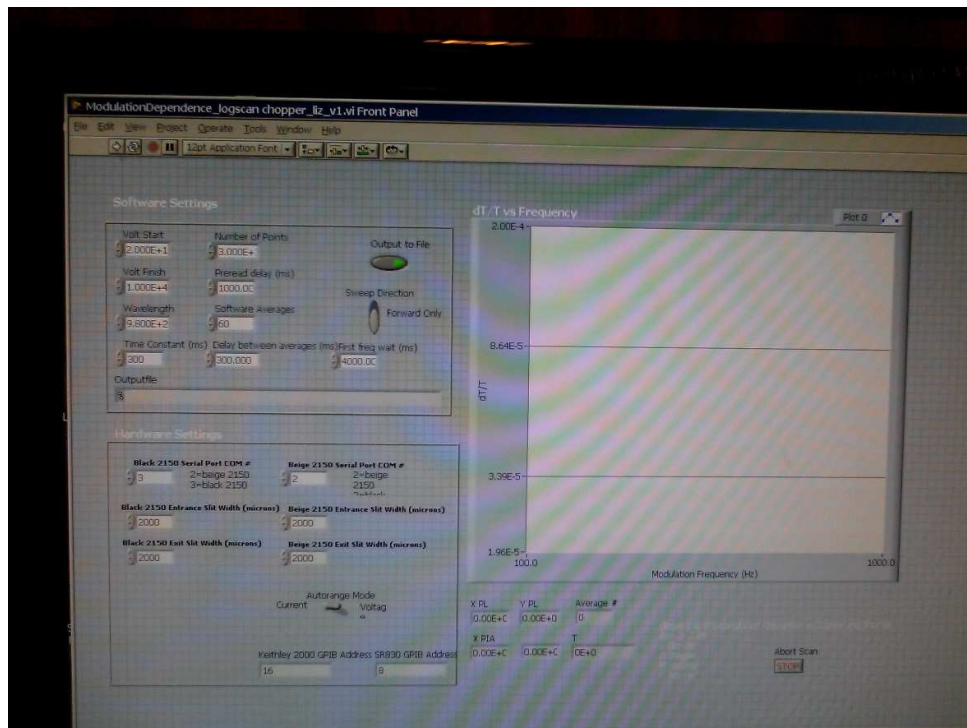 ModulationDependence_logscan chopper_liz_v1.vi Front Panel
File Edit View Project Operate Tools Window Help
12pt Application Font
Software Settings
Volt Start
Number of Points
Output to File
2.000E+1
3.000E+
Volt Finish
Preread delay (ms)
1.000E+4
1000.0C
Sweep Direction
Wavelength
Software Averages
Forward Only
9.800E+2
60
Time Constant (ms) Delay between averages (ms) First freq wait (ms)
300
300.000
4000.0C
Outputfile
%
Hardware Settings
Black 2150 Serial Port COM #
Beige 2150 Serial Port COM #
3
2=beige 2150
3=black 2150
2
2=beige
2150
Black 2150 Entrance Slit Width (microns)
Beige 2150 Entrance Slit Width (microns)
2000
2000
Black 2150 Exit Slit Width (microns)
Beige 2150 Exit Slit Width (microns)
2000
2000
Autorange Mode
Current
Voltag
Keithley 2000 GPIB Address SR830 GPIB Address
16
8
dT/T vs Frequency
Plot 0
2.00E-4
8.64E-5
dT/T
3.39E-5
1.96E-5
100.0
1000.0
Modulation Frequency (Hz)
X PL
Y PL
Average #
0.00E+C
0.00E+0
0
X PIA
T
0.00E+C
0.00E+C
0E+0
Abort Scan
STOP